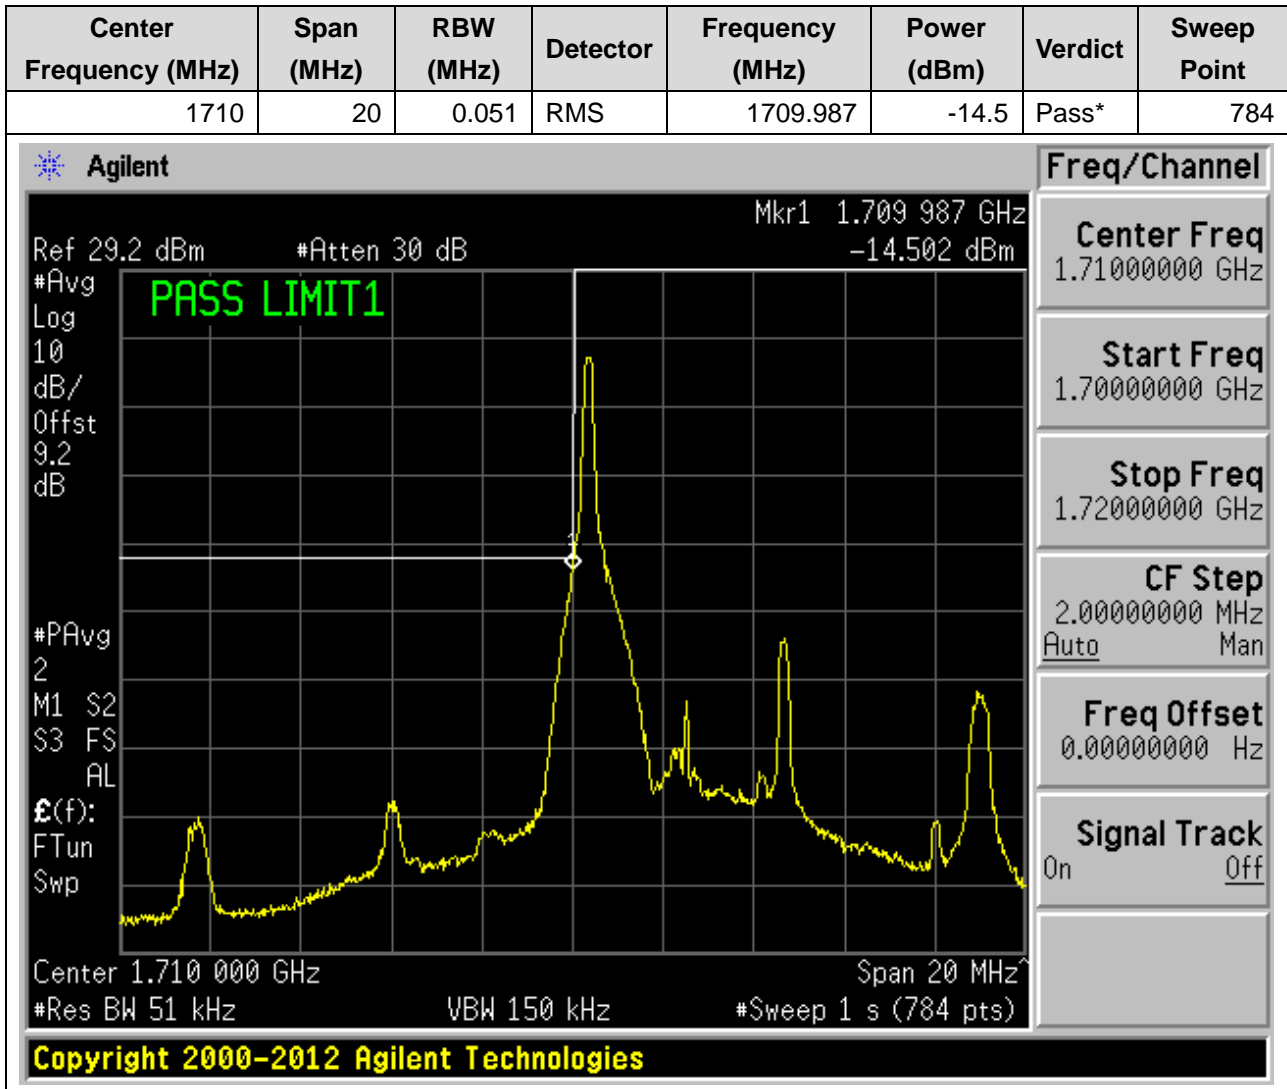 Center Frequency (MHz) Span (MHz) RBW (MHz) Detector Frequency (MHz) Power (dBm) Verdict Sweep Point
1710 20 0.051 RMS 1709.987 -14.5 Pass* 784
Agilent
Freq/Channel
Mkr1 1.709 987 GHz
Ref 29.2 dBm #Atten 30 dB -14.502 dBm
#Avg
Log
10
dB/
Offst
9.2
dB
PASS LIMIT1
1
#PAvg
2
M1 S2
S3 FS
AL
£(f):
FTun
Swp
Center 1.710 000 GHz Span 20 MHz^
#Res BW 51 kHz VBW 150 kHz #Sweep 1 s (784 pts)
Center Freq
1.71000000 GHz
Start Freq
1.70000000 GHz
Stop Freq
1.72000000 GHz
CF Step
2.00000000 MHz
Auto Man
Freq Offset
0.00000000 Hz
Signal Track
On Off
Copyright 2000-2012 Agilent Technologies